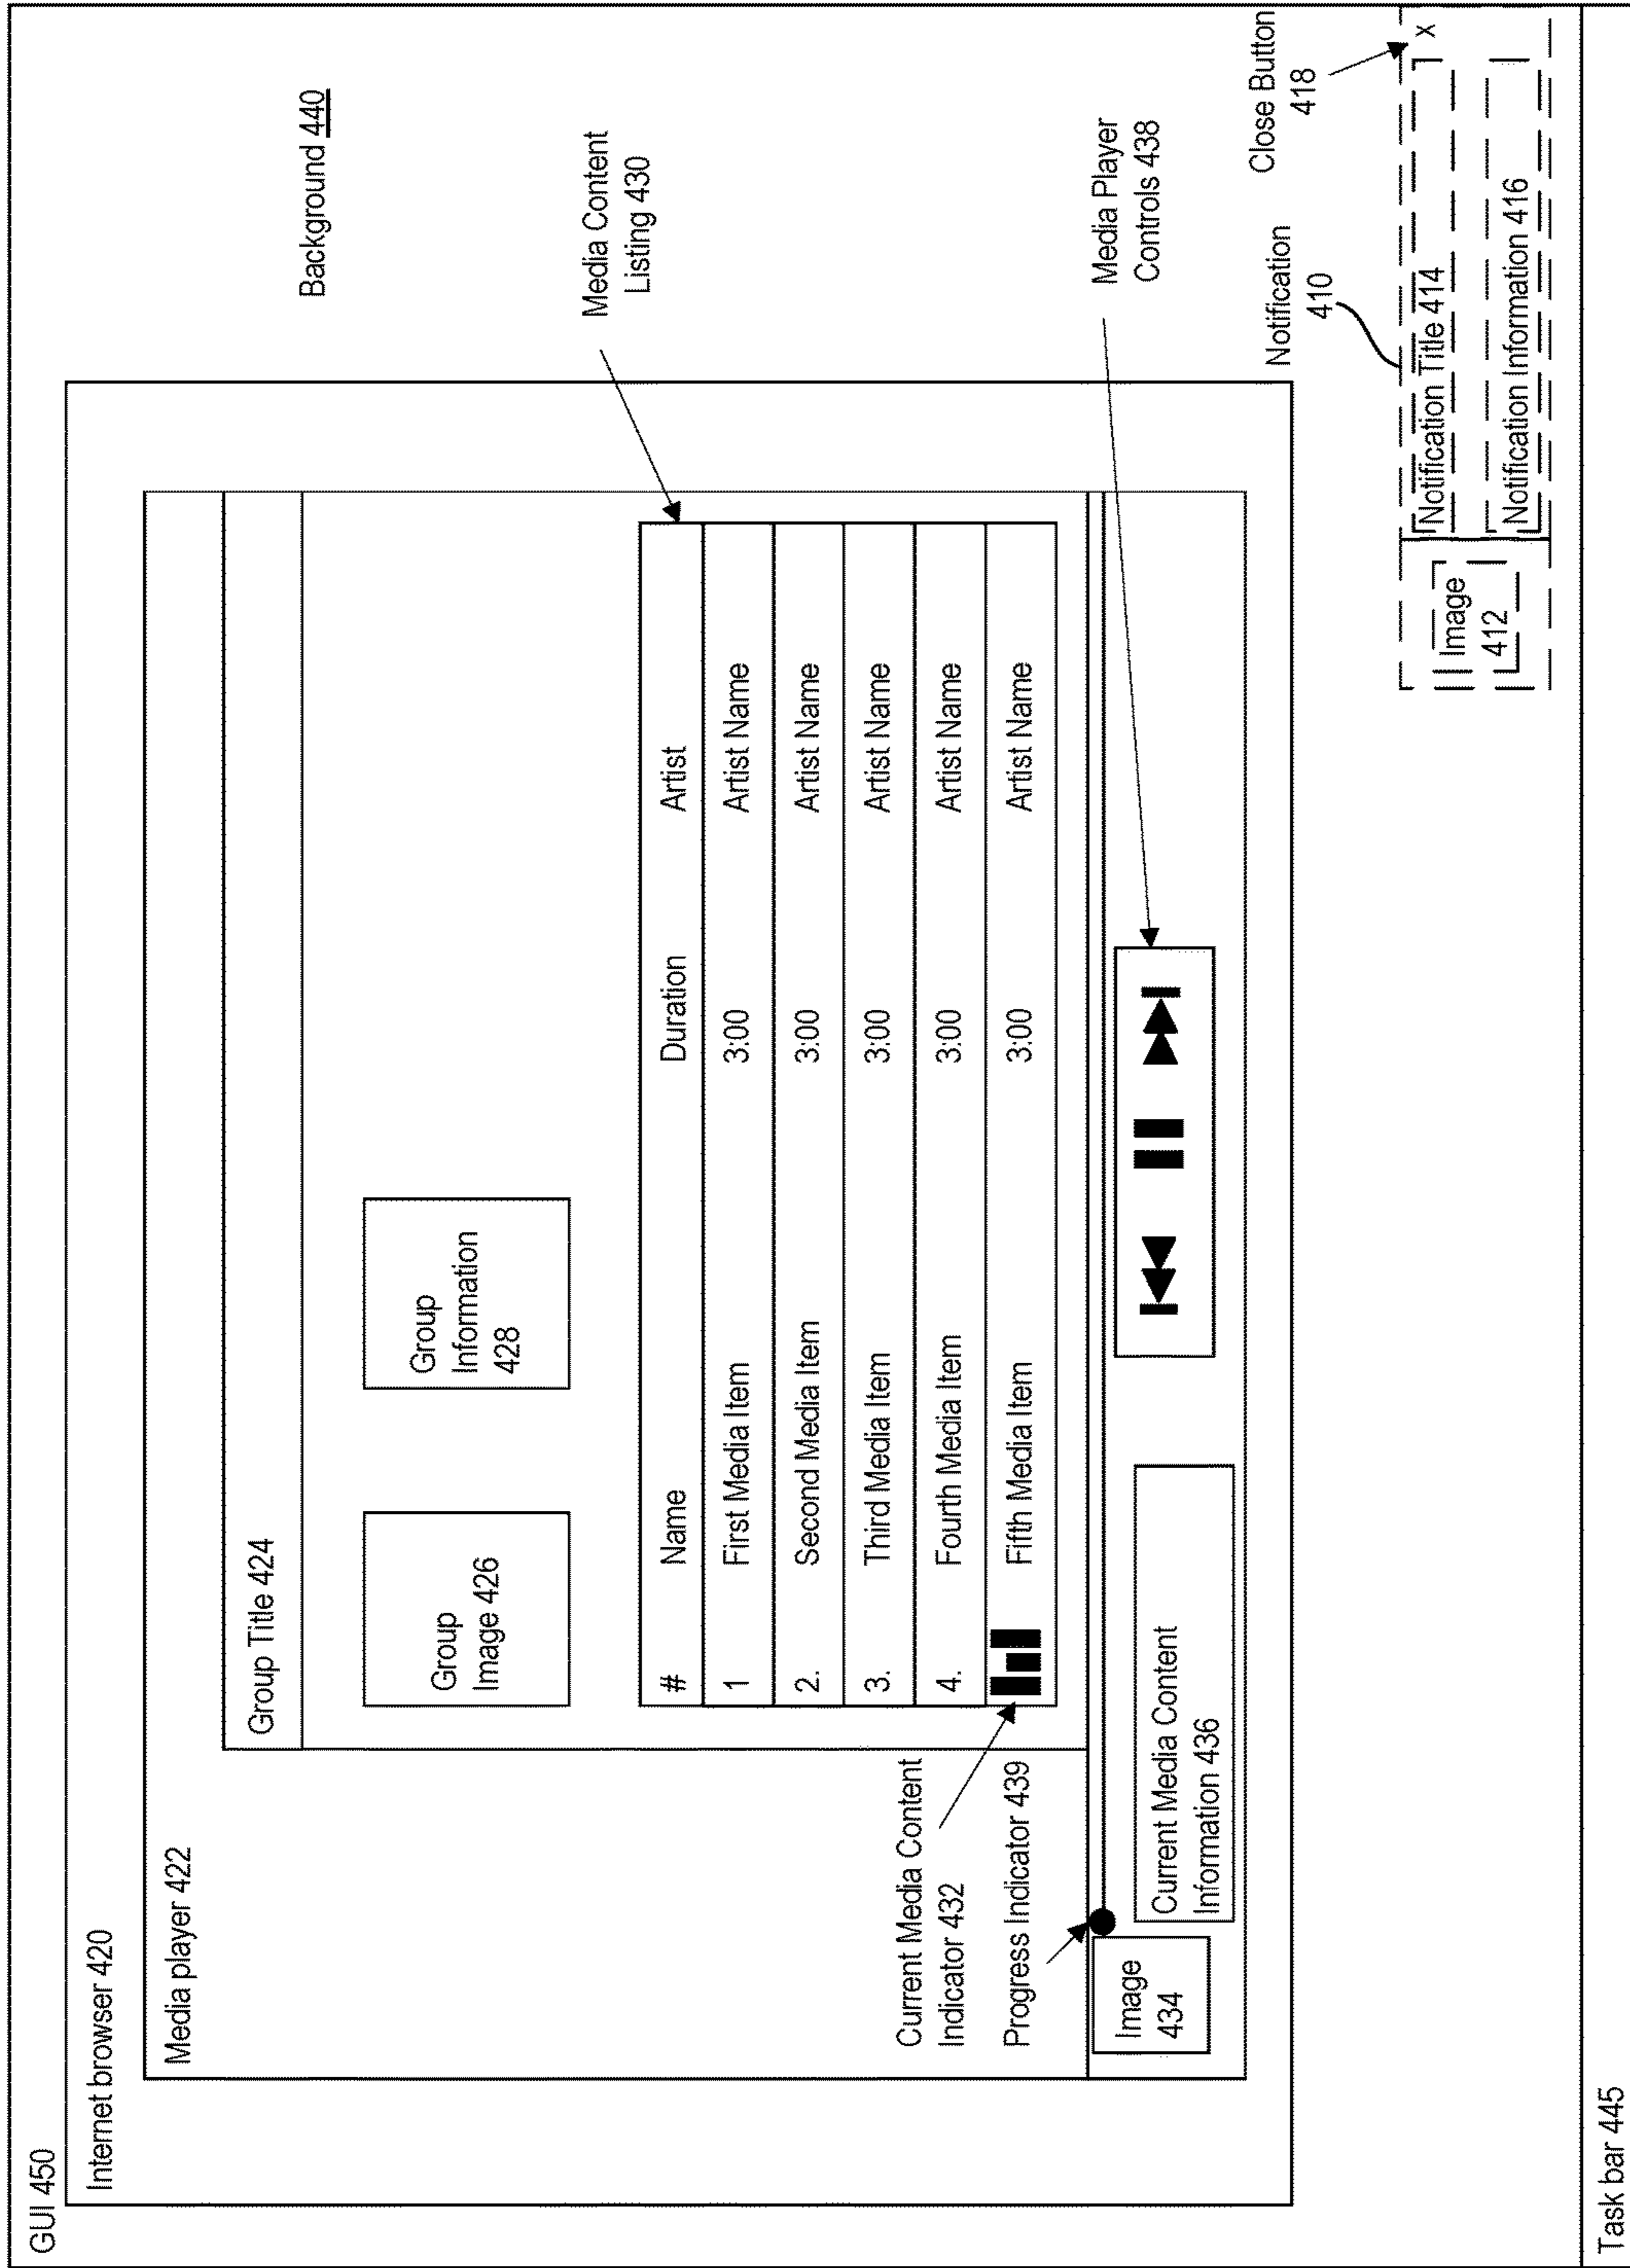 GUI 450
Internet browser 420
Media player 422
Group Title 424
Background 440
Group
Image 426
Group
Information
428
Media Content
Listing 430
# Name Duration Artist
1 First Media Item 3:00 Artist Name
2. Second Media Item 3:00 Artist Name
3. Third Media Item 3:00 Artist Name
4. Fourth Media Item 3:00 Artist Name
Fifth Media Item 3:00 Artist Name
Current Media Content
Indicator 432
Progress Indicator 439
Image
434
Current Media Content
Information 436
Media Player
Controls 438
Notification
410
Close Button
418
Image
412
Notification Title 414
X
Notification Information 416
Task bar 445